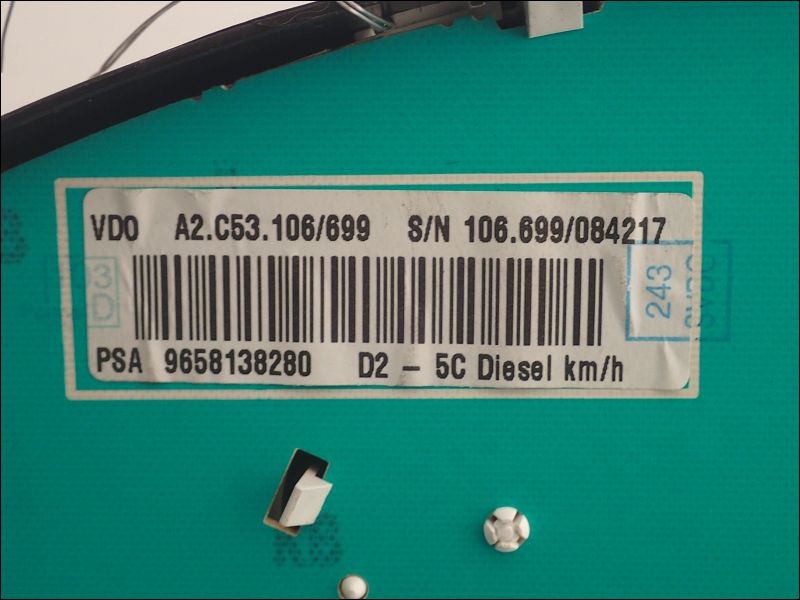 VDO A2.C53.106/699 S/N 106.699/084217
243
PSA 9658138280 D2 - 5C Diesel km/h